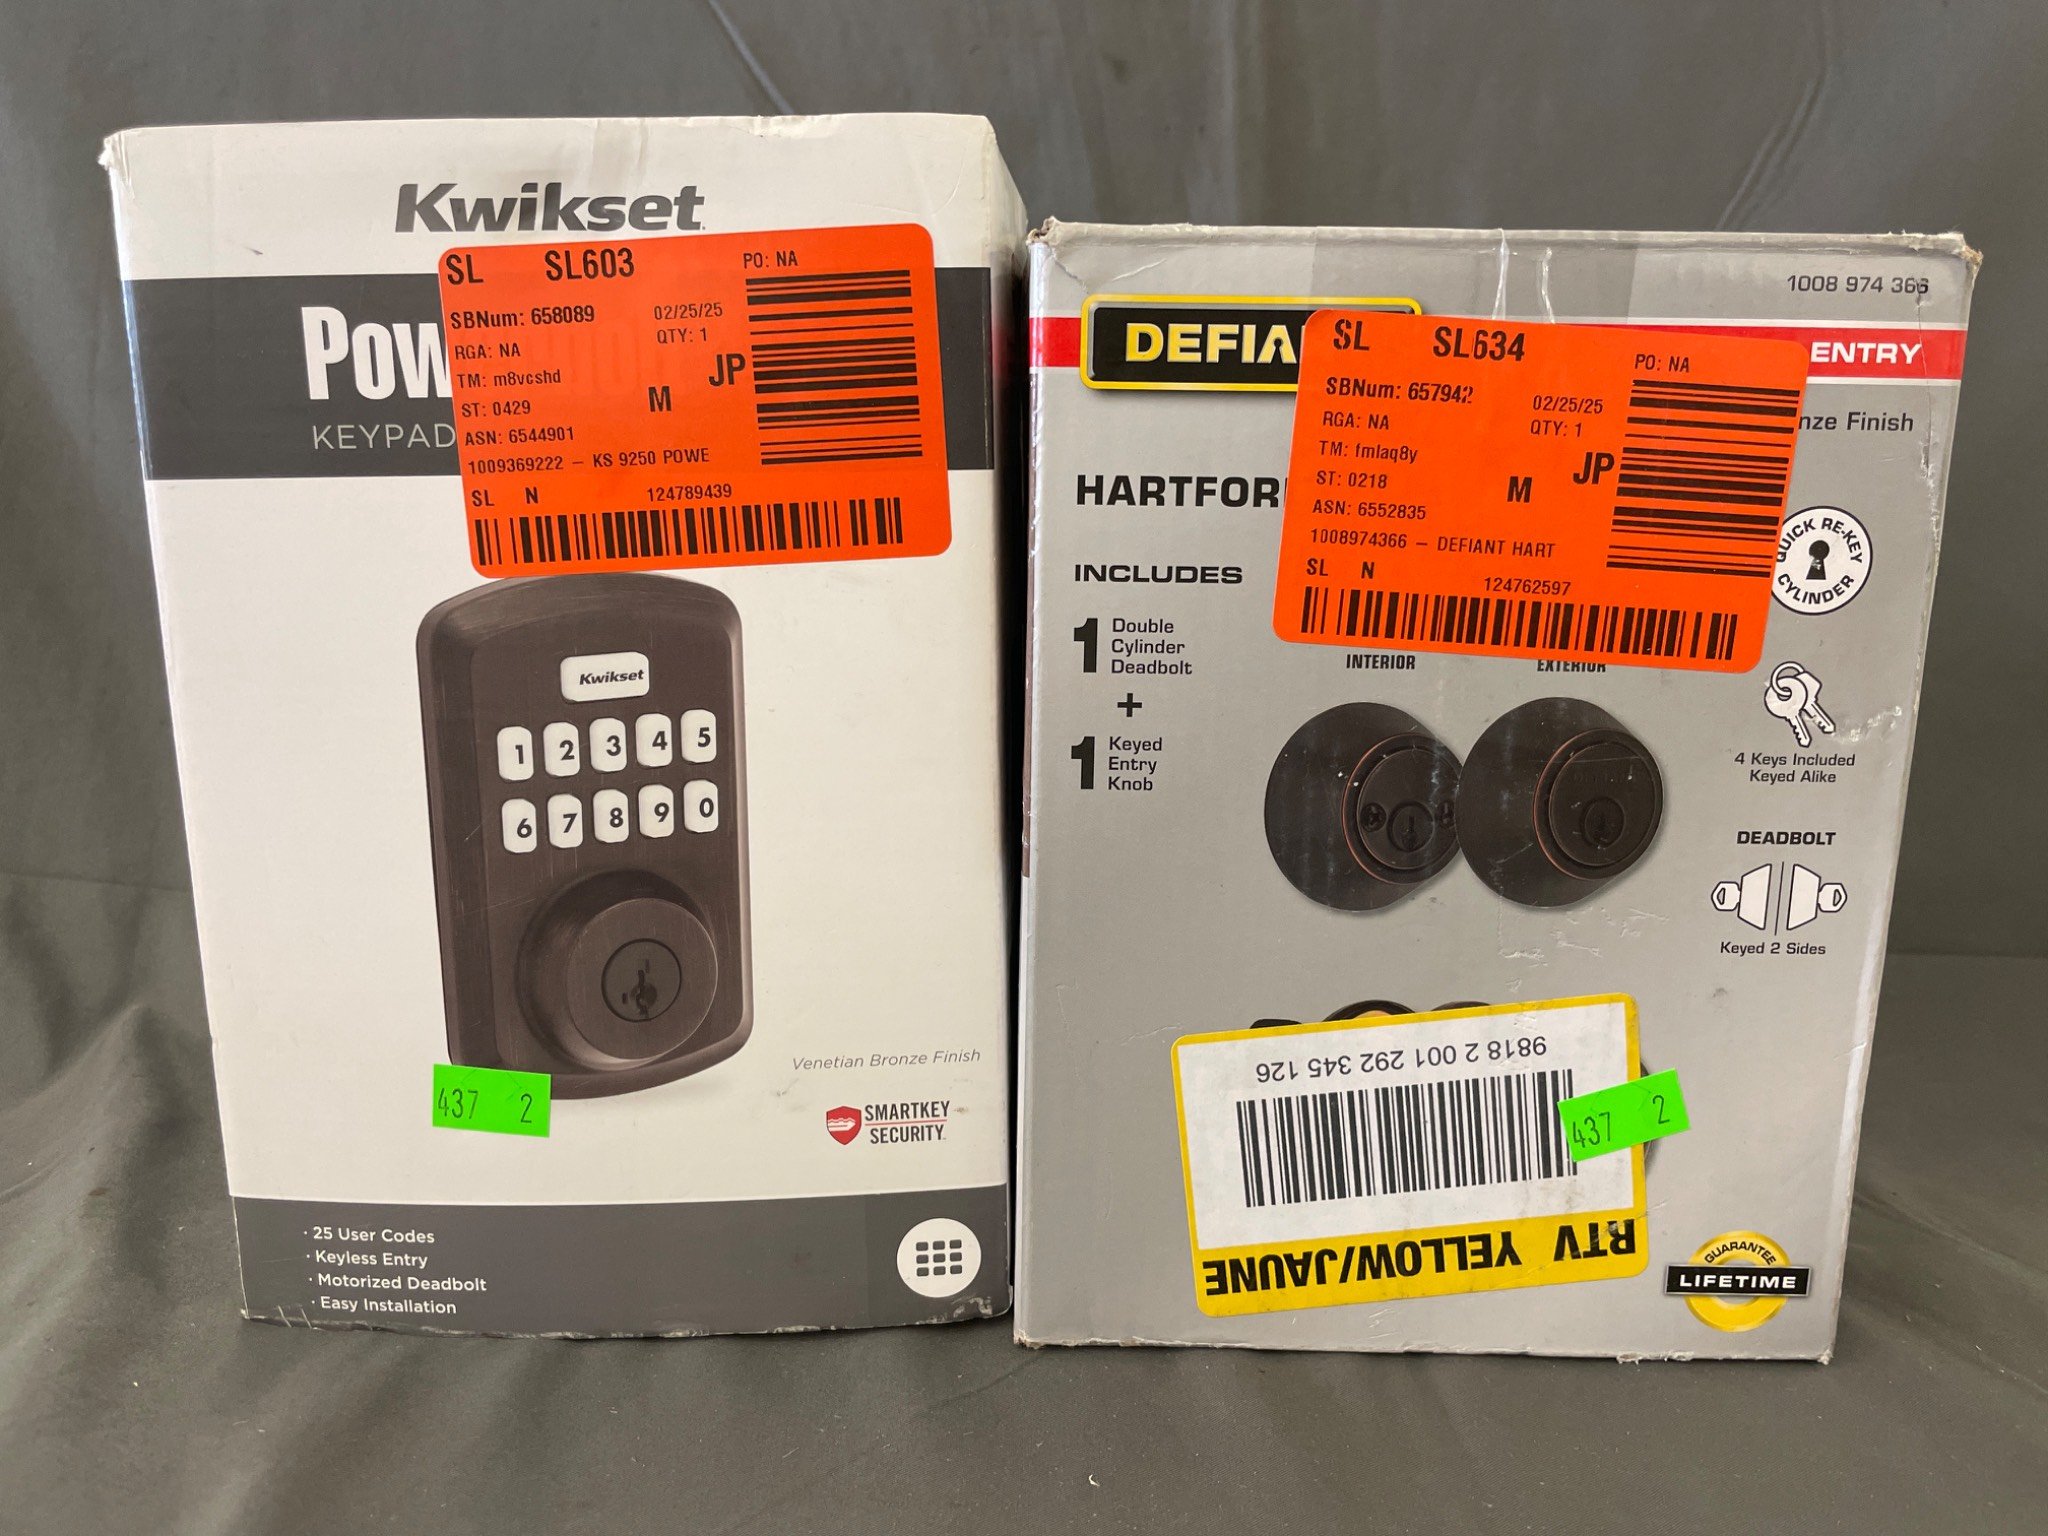 Kwikset
SL SL603 PO: NA
SBNum: 658089 02/25/25
QTY: 1
RGA: NA
TM: m8vcshd
JP
ST: 0429 M
ASN: 6544901
1009369222 – KS 9250 POWE
SL N 124789439
Pow
KEYPAD
Kwikset
1 2 3 4 5
6 7 8 9 0
Venetian Bronze Finish
SMARTKEY
SECURITY
437 2
· 25 User Codes
· Keyless Entry
· Motorized Deadbolt
· Easy Installation
1008 974 366
DEFIA
ENTRY
nze Finish
SL SL634 PO: NA
SBNum: 657942 02/25/25
QTY: 1
RGA: NA
TM: fmlaq8y
JP
ST: 0218 M
ASN: 6552835
1008974366 – DEFIANT HART
SL N 124762597
HARTFOR
QUICK RE-KEY
CYLINDER
INCLUDES
1 Double
Cylinder
Deadbolt
+
1 Keyed
Entry
Knob
INTERIOR EXTERIOR
4 Keys Included
Keyed Alike
DEADBOLT
Keyed 2 Sides
9818 2 001 292 345 126
RTV YELLOW/JAUNE
437 2
GUARANTEE
LIFETIME